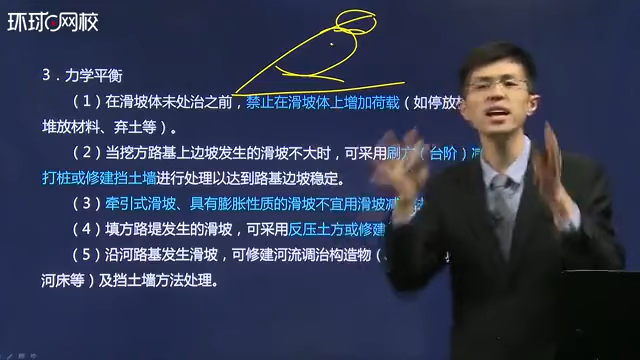 环球网校
3．力学平衡
（1）在滑坡体未处治之前，禁止在滑坡体上增加荷载（如停放
堆放材料、弃土等）。
（2）当挖方路基上边坡发生的滑坡不大时，可采用刷方（台阶）减
打桩或修建挡土墙进行处理以达到路基边坡稳定。
（3）牵引式滑坡、具有膨胀性质的滑坡不宜用滑坡减
（4）填方路堤发生的滑坡，可采用反压土方或修建
（5）沿河路基发生滑坡，可修建河流调治构造物（
河床等）及挡土墙方法处理。